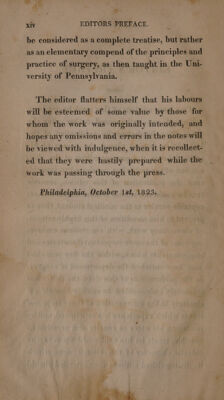 xiv EDITORS PREFACE.
be considered as a complete treatise, but rather
as an elementary compend of the principles and
practice of surgery, as then taught in the Uni-
versity of Pennsylvania.
The editor flatters himself that his labours
will be esteemed of some value by those for
whom the work was originally intended, and
hopes any omissions and errors in the notes will
be viewed with indulgence, when it is recollect-
ed that they were hastily prepared while the
work was passing through the press.
Philadelphia, October 1st, 1823.